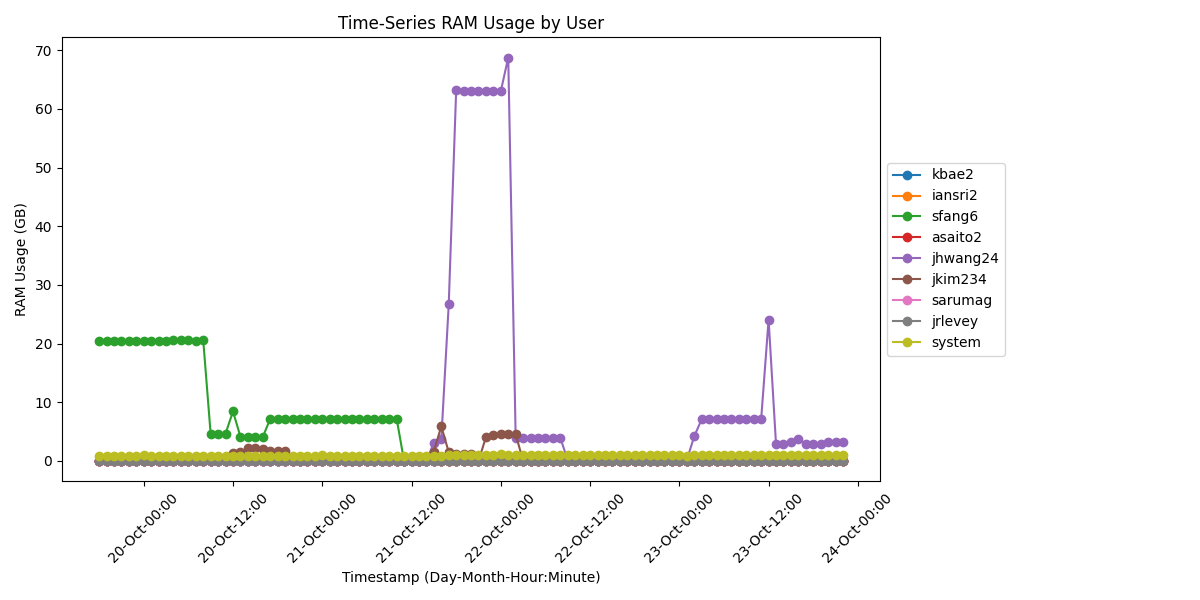 Time-Series RAM Usage by User
70
60
50
40
30
20
10
0
RAM Usage (GB)
20-Oct-00:00
20-Oct-12:00
21-Oct-00:00
21-Oct-12:00
22-Oct-00:00
22-Oct-12:00
23-Oct-00:00
23-Oct-12:00
24-Oct-00:00
Timestamp (Day-Month-Hour:Minute)
kbae2
iansri2
sfang6
asaito2
jhwang24
jkim234
sarumag
jrlevey
system